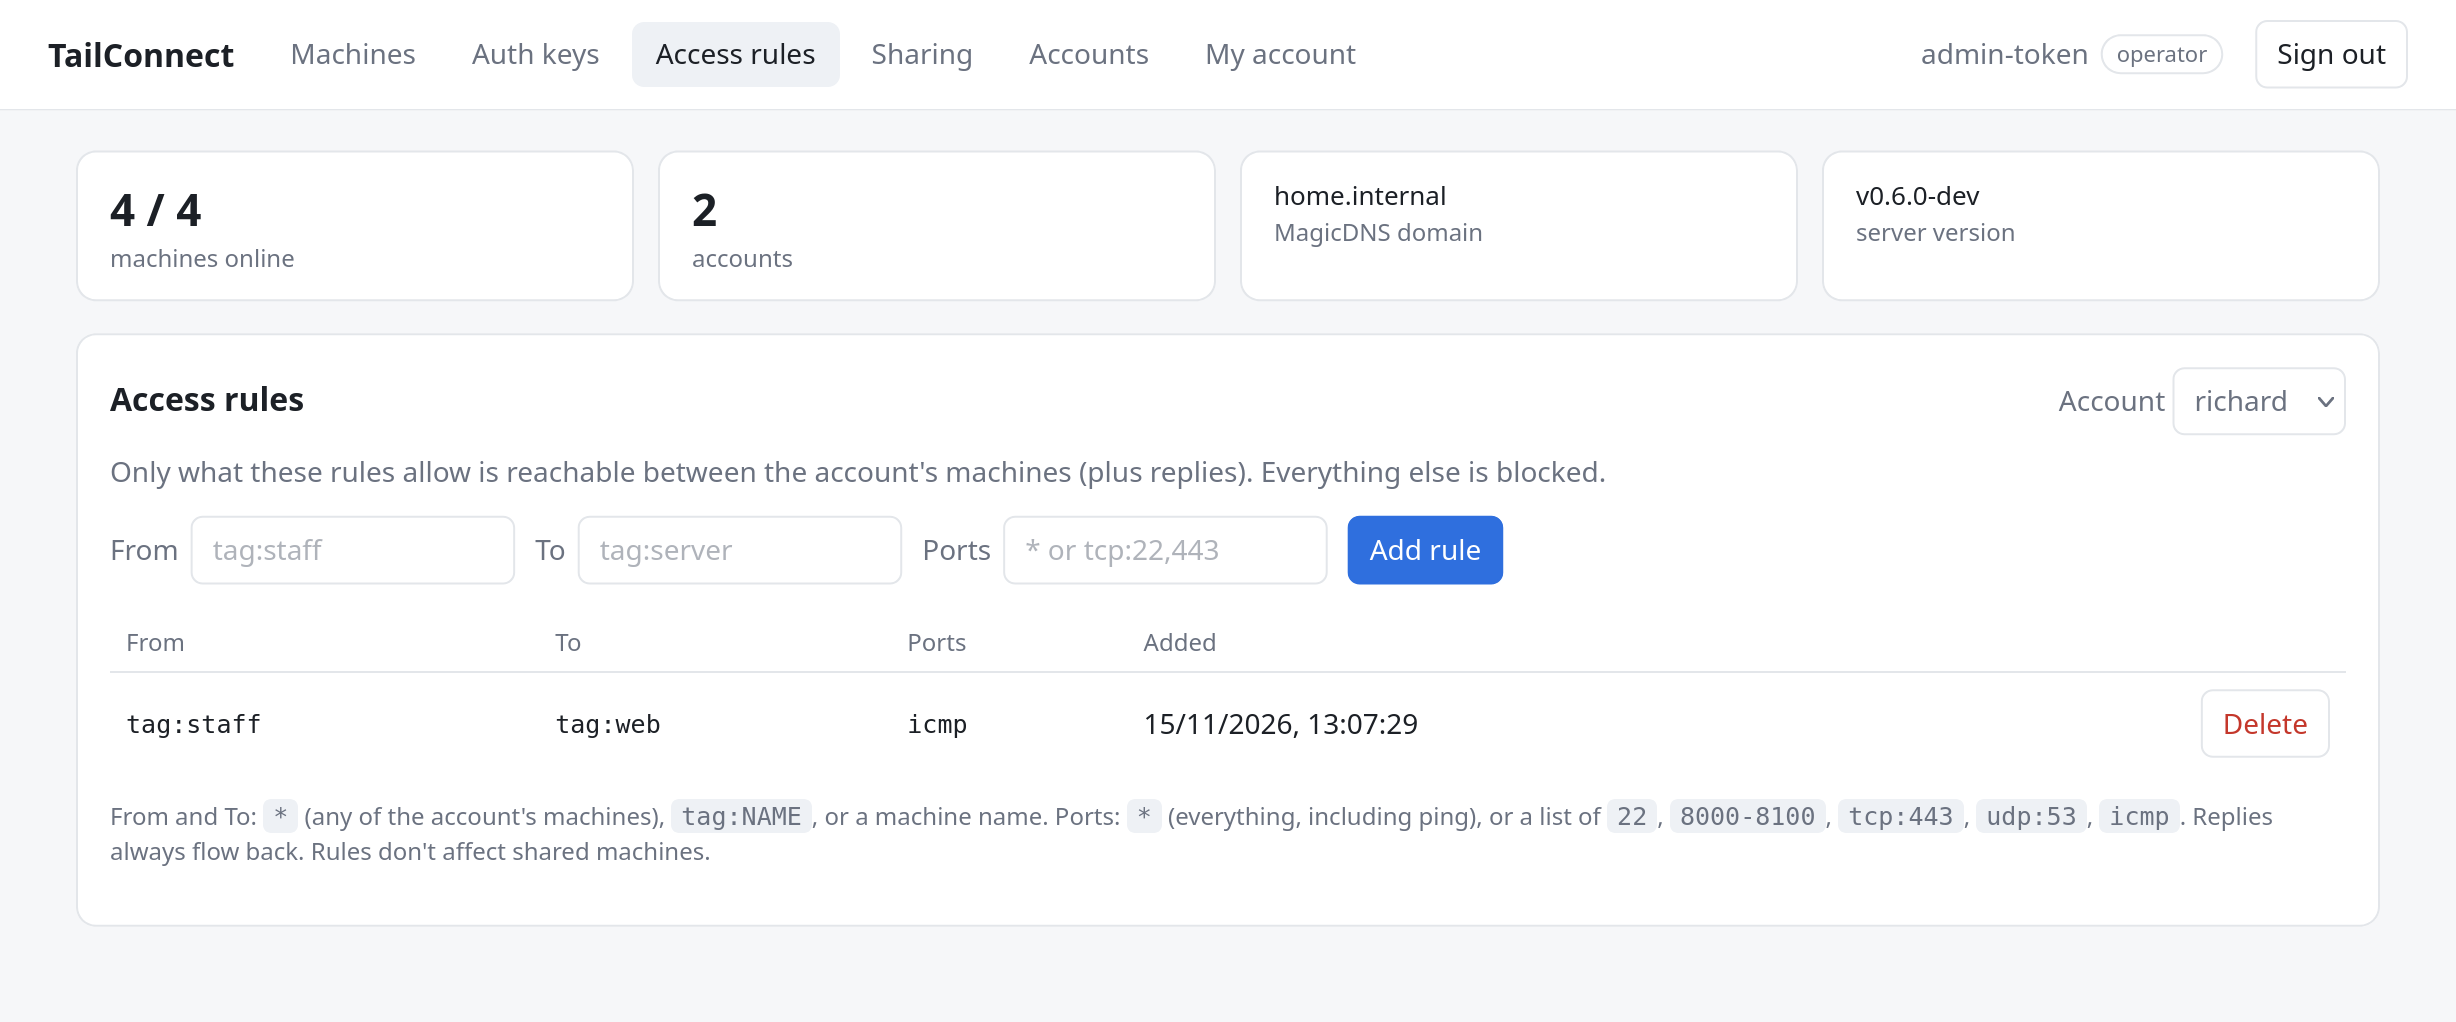 TailConnect Machines Auth keys Access rules Sharing Accounts My account admin-token operator Sign out
4 / 4
machines online
2
accounts
home.internal
MagicDNS domain
v0.6.0-dev
server version
Access rules Account richard
Only what these rules allow is reachable between the account's machines (plus replies). Everything else is blocked.
From tag:staff To tag:server Ports * or tcp:22,443 Add rule
From To Ports Added
tag:staff tag:web icmp 15/11/2026, 13:07:29 Delete
From and To: * (any of the account's machines), tag:NAME, or a machine name. Ports: * (everything, including ping), or a list of 22, 8000-8100, tcp:443, udp:53, icmp. Replies
always flow back. Rules don't affect shared machines.